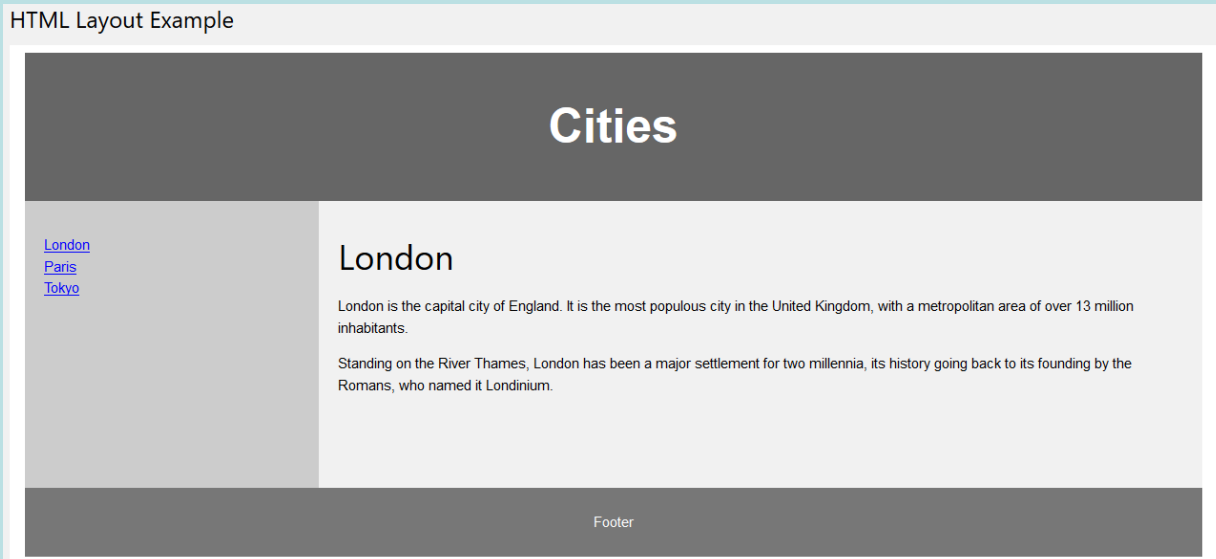 HTML Layout Example
Cities
London
Paris
Tokyo
London
London is the capital city of England. It is the most populous city in the United Kingdom, with a metropolitan area of over 13 million
inhabitants.
Standing on the River Thames, London has been a major settlement for two millennia, its history going back to its founding by the
Romans, who named it Londinium.
Footer